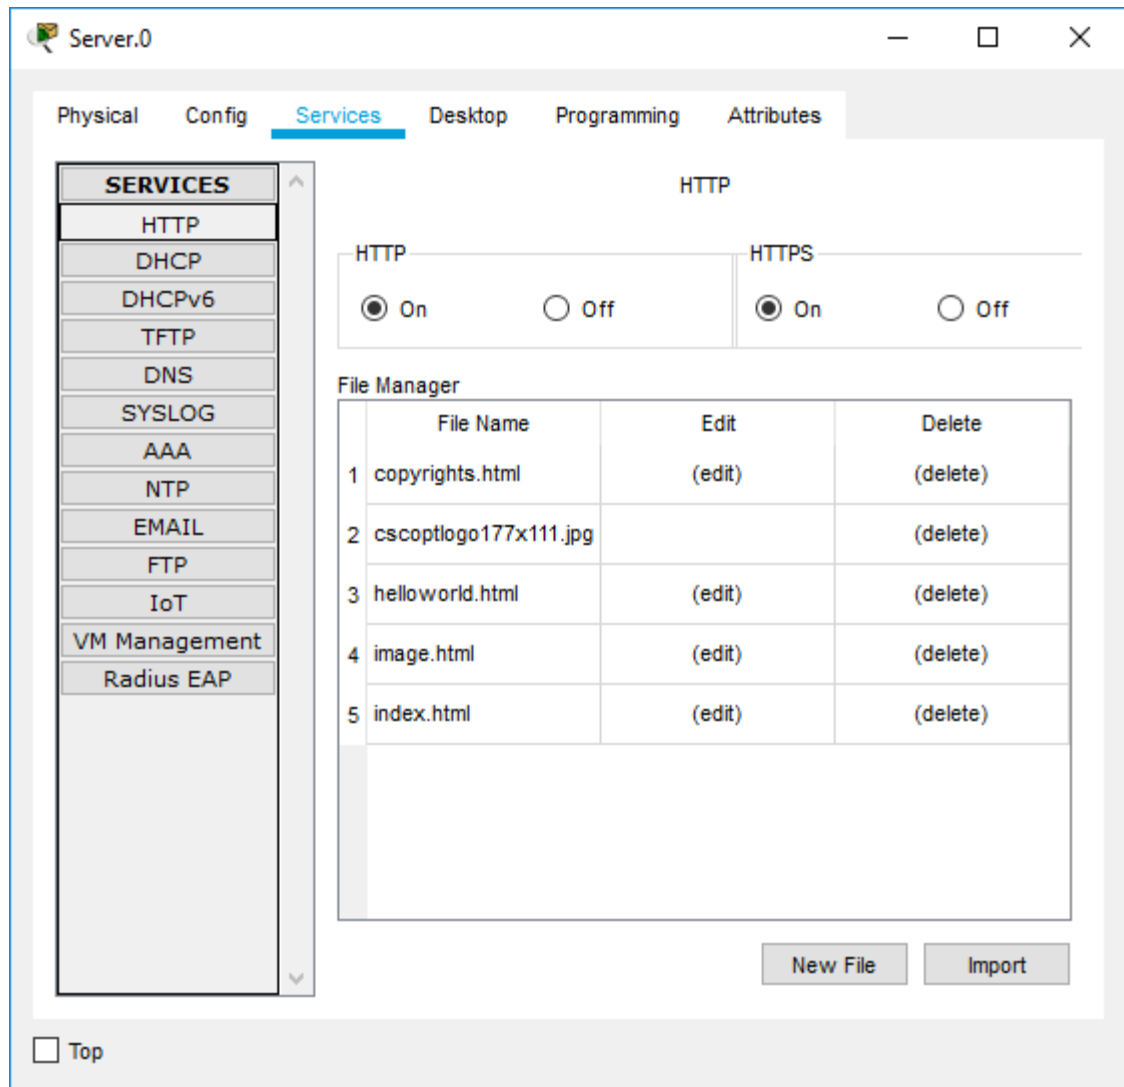 Server.0
Physical Config Services Desktop Programming Attributes
SERVICES
HTTP
DHCP
DHCPv6
TFTP
DNS
SYSLOG
AAA
NTP
EMAIL
FTP
IoT
VM Management
Radius EAP
HTTP
HTTP HTTPS
On Off On Off
File Manager
File Name Edit Delete
1 copyrights.html (edit) (delete)
2 cscoptlogo177x111.jpg (delete)
3 helloworld.html (edit) (delete)
4 image.html (edit) (delete)
5 index.html (edit) (delete)
New File Import
Top